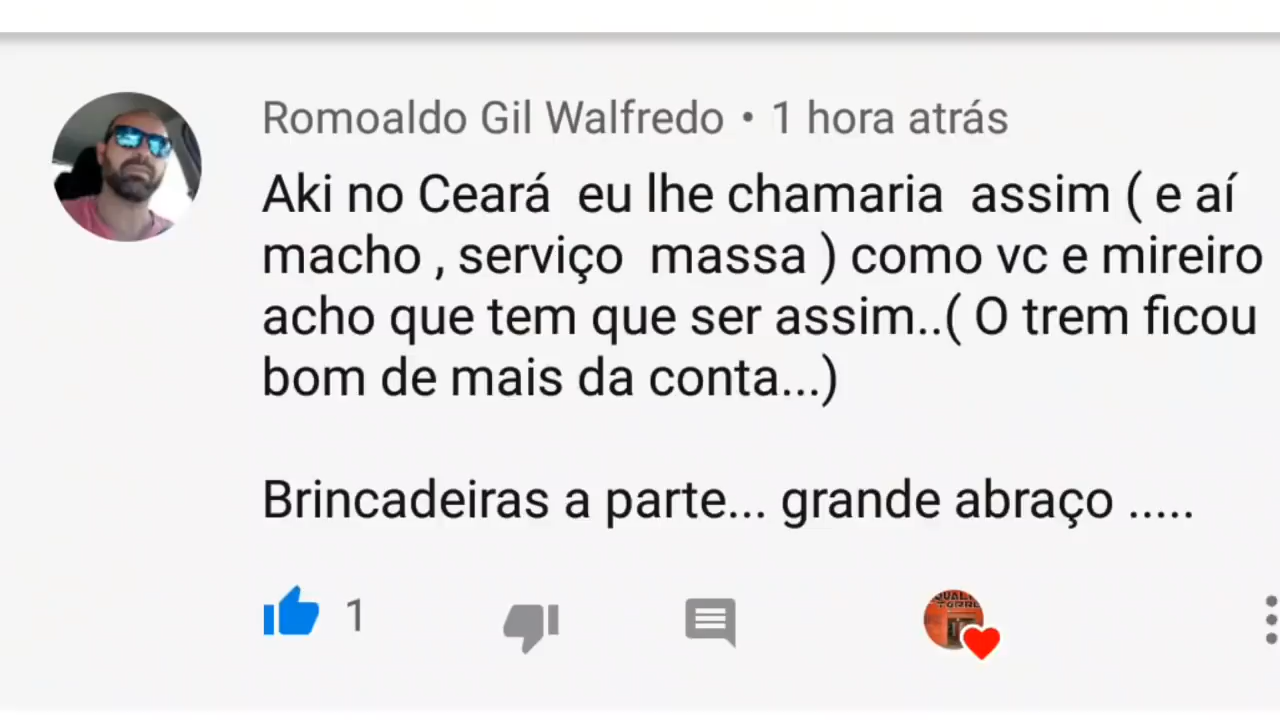 Romoaldo Gil Walfredo • 1 hora atrás
Aki no Ceará eu lhe chamaria assim ( e aí
macho , serviço massa ) como vc e mireiro
acho que tem que ser assim..( O trem ficou
bom de mais da conta...)
Brincadeiras a parte... grande abraço .....
1